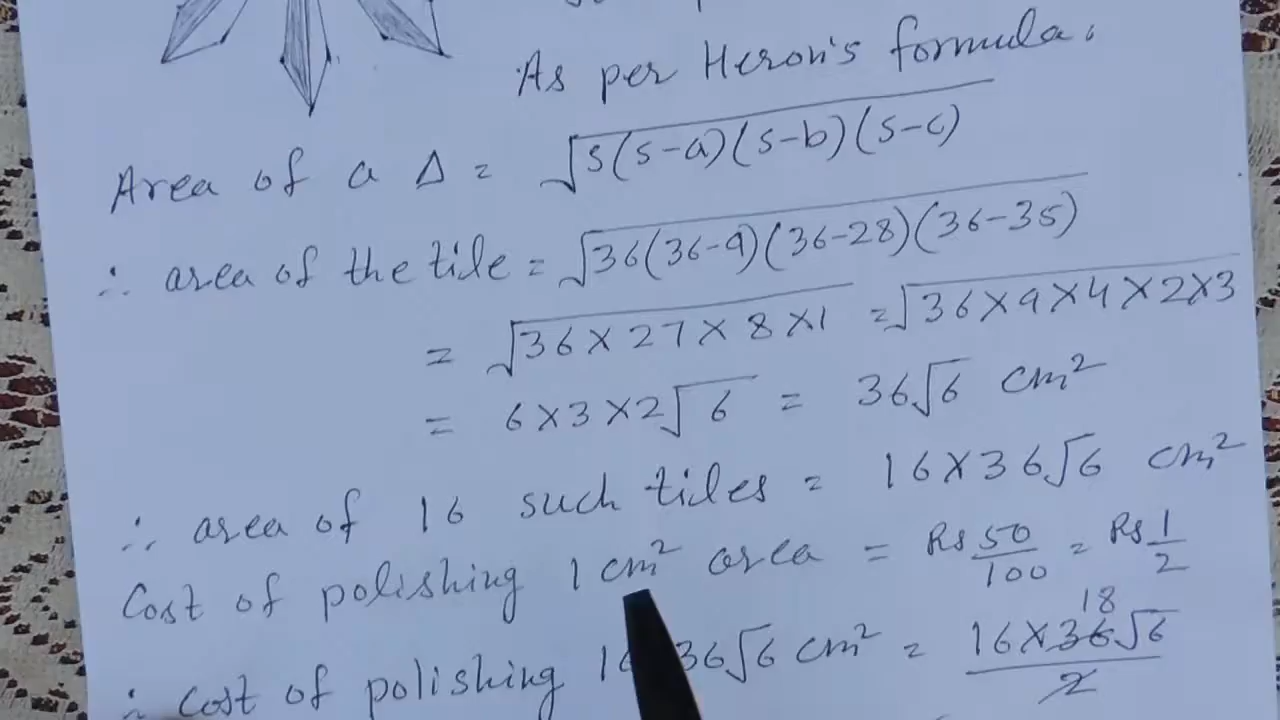 As per Heron's formula,
Area of a Δ = √s(s-a)(s-b)(s-c)
∴ area of the tile = √36(36-9)(36-28)(36-35)
= √36×27×8×1 = √36×9×4×2×3
= 6×3×2√6 = 36√6 cm²
∴ area of 16 such tiles = 16×36√6 cm²
Cost of polishing 1 cm² area = Rs 50/100 = Rs 1/2
18
∴ Cost of polishing 16 36√6 cm² = 16×36√6/2